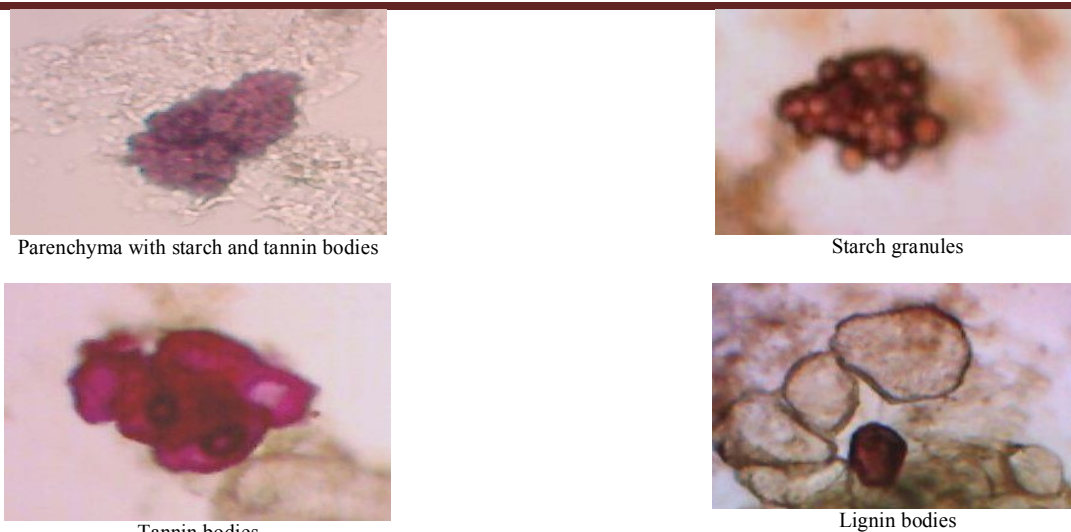 Parenchyma with starch and tannin bodies
Starch granules
Tannin bodies
Lignin bodies